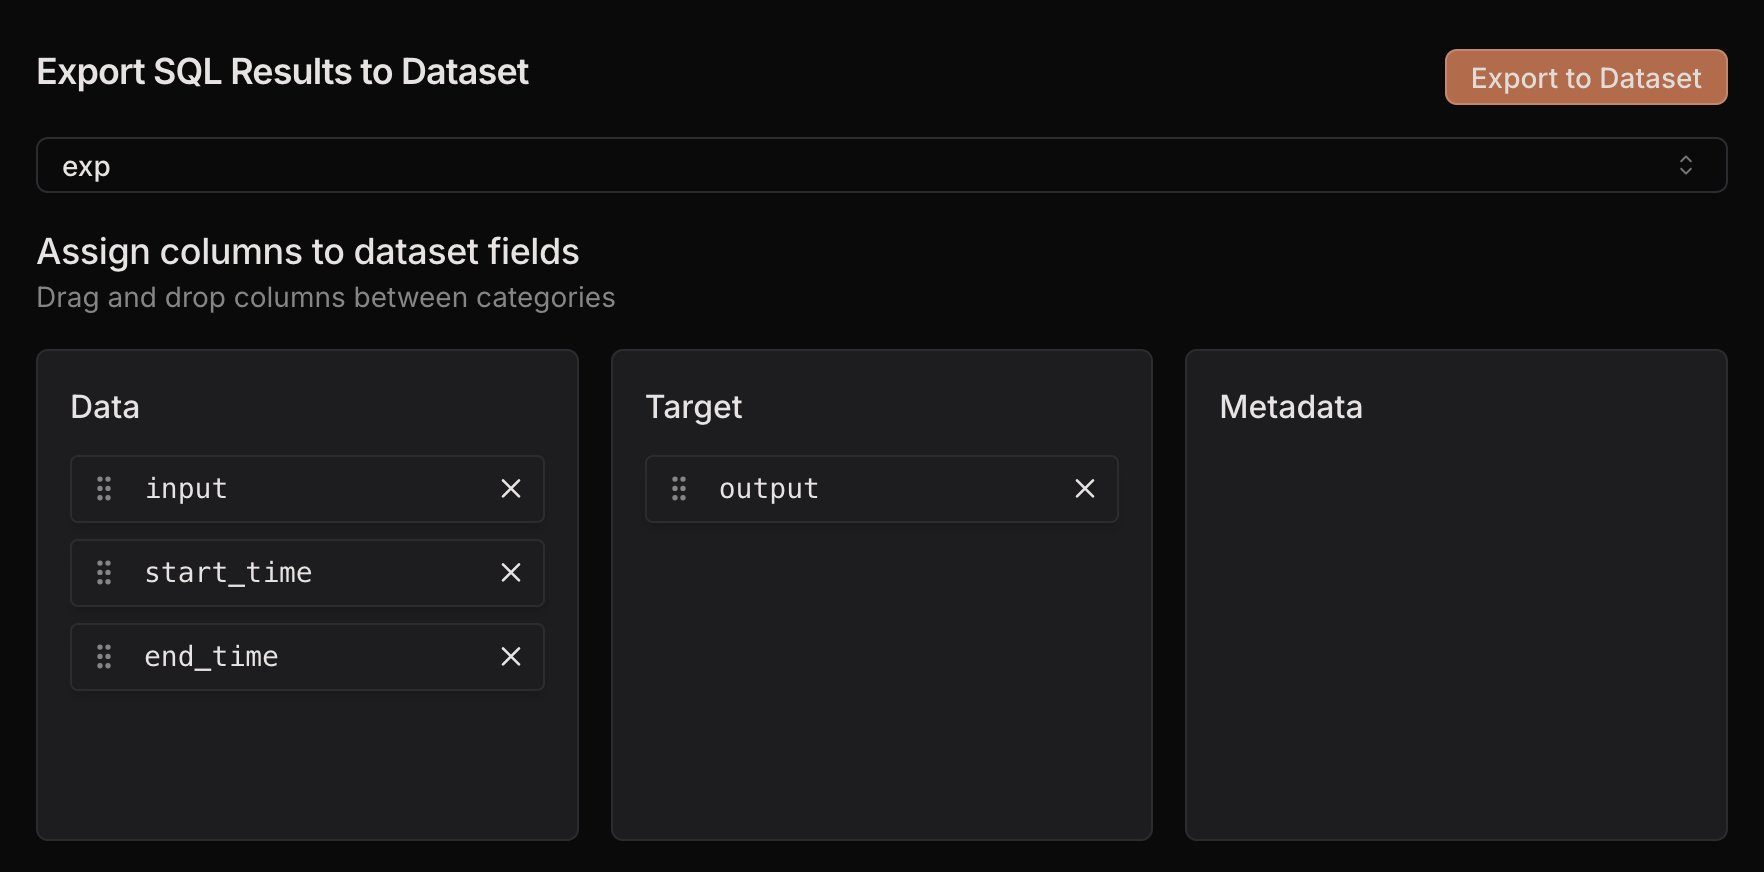 Export SQL Results to Dataset
Export to Dataset
exp
Assign columns to dataset fields
Drag and drop columns between categories
Data
input
start_time
end_time
Target
output
Metadata